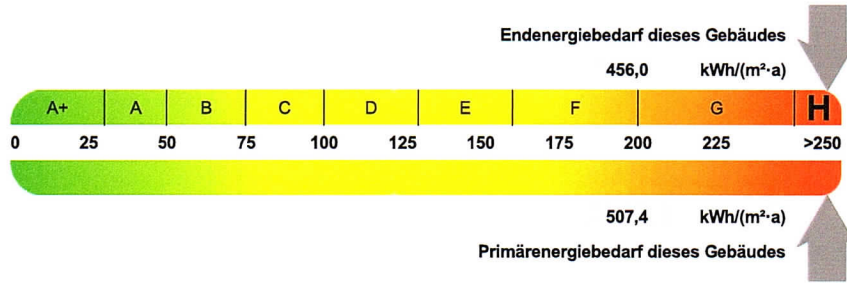 Endenergiebedarf dieses Gebäudes
456,0 kWh/(m²·a)
A+ A B C D E F G H
0 25 50 75 100 125 150 175 200 225 >250
507,4 kWh/(m²·a)
Primärenergiebedarf dieses Gebäudes